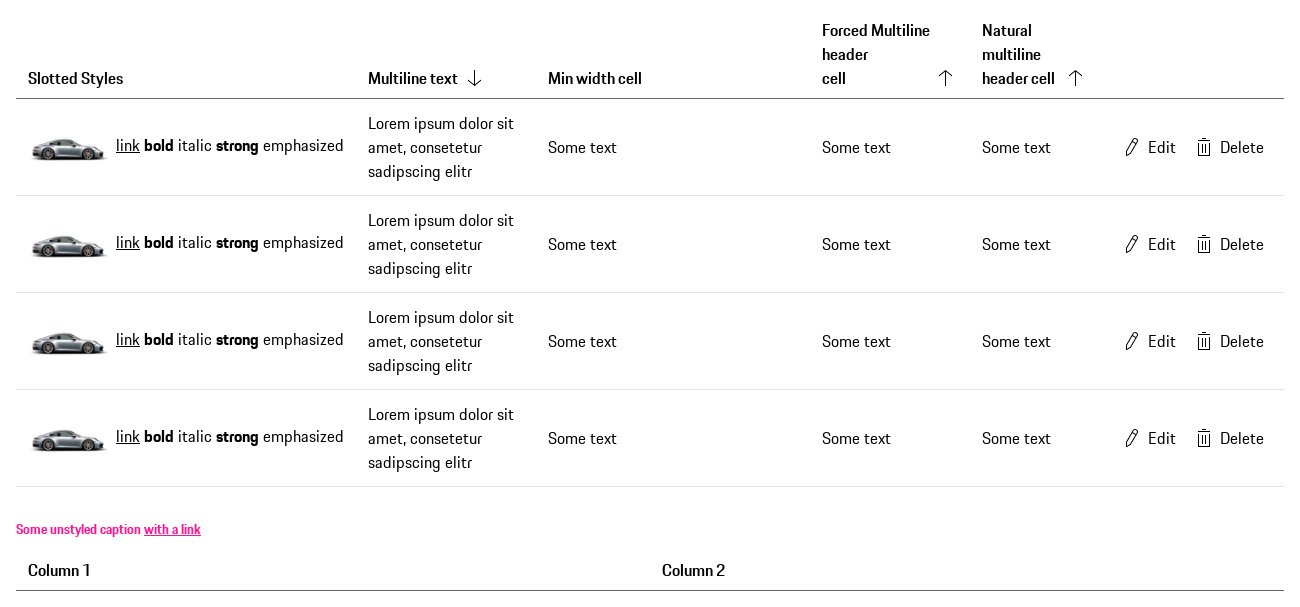 Slotted Styles
Multiline text
Min width cell
Forced Multiline
header
cell
Natural
multiline
header cell
link bold italic strong emphasized
Lorem ipsum dolor sit
amet, consetetur
sadipscing elitr
Some text
Some text
Some text
Edit
Delete
link bold italic strong emphasized
Lorem ipsum dolor sit
amet, consetetur
sadipscing elitr
Some text
Some text
Some text
Edit
Delete
link bold italic strong emphasized
Lorem ipsum dolor sit
amet, consetetur
sadipscing elitr
Some text
Some text
Some text
Edit
Delete
link bold italic strong emphasized
Lorem ipsum dolor sit
amet, consetetur
sadipscing elitr
Some text
Some text
Some text
Edit
Delete
Some unstyled caption with a link
Column 1
Column 2